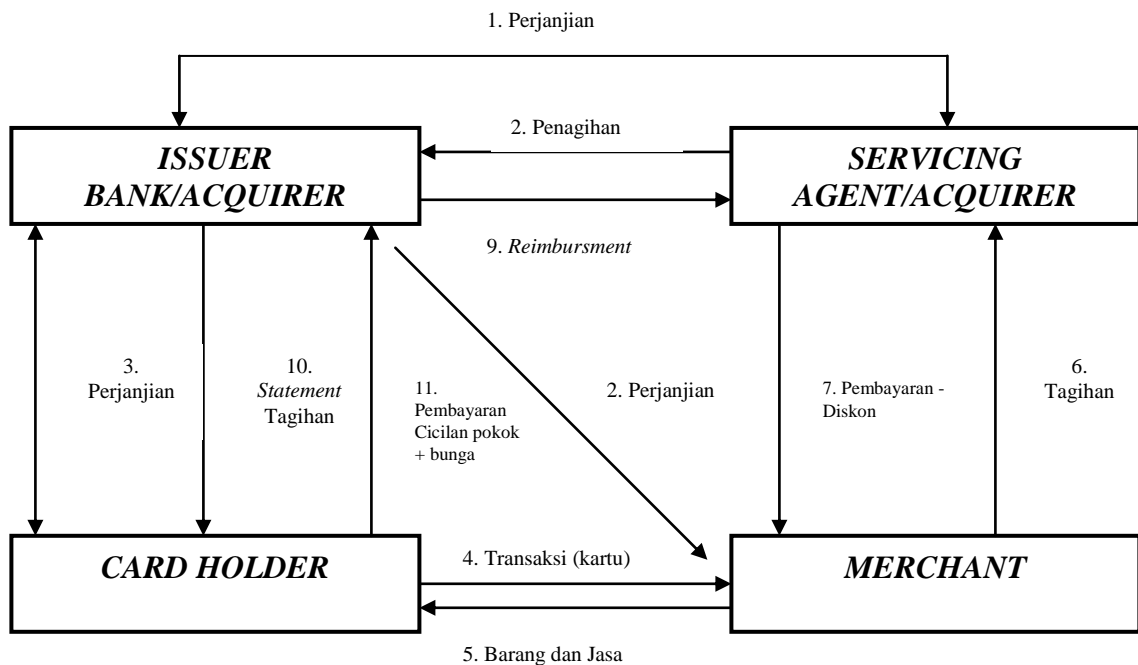 1. Perjanjian
2. Penagihan
ISSUER
BANK/ACQUIRER
SERVICING
AGENT/ACQUIRER
9. Reimbursment
3.
Perjanjian
10.
Statement
Tagihan
11.
Pembayaran
Cicilan pokok
+ bunga
2. Perjanjian
7. Pembayaran -
Diskon
6.
Tagihan
CARD HOLDER
4. Transaksi (kartu)
MERCHANT
5. Barang dan Jasa